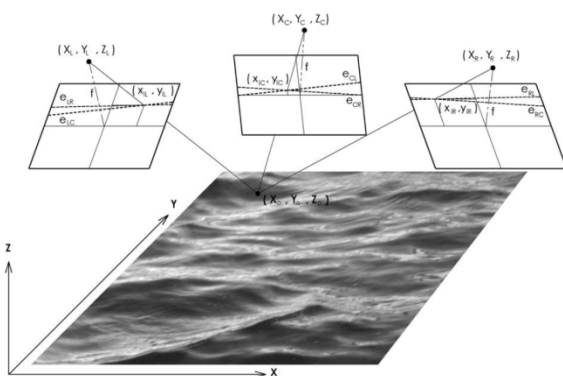 ( X_C, Y_C, Z_C )
( X_L, Y_L, Z_L )
( X_R, Y_R, Z_R )
f
e_CL
(x_IC, y_IC)
e_CR
f
(x_IL, y_IL)
e_LR
e_LC
e_RL
(x_IR, y_IR)
f
e_RC
( X_o, Y_o, Z_o )
Y
Z
X